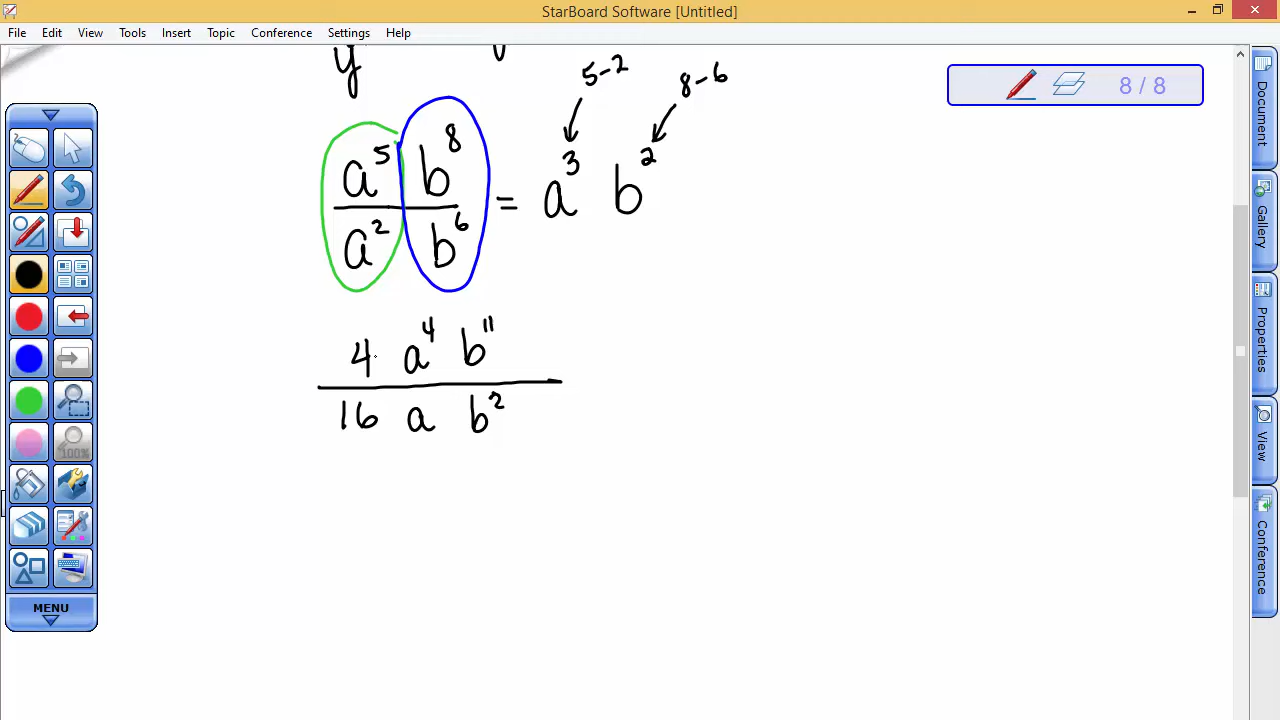 StarBoard Software [Untitled]
File Edit View Tools Insert Topic Conference Settings Help
y
5-2
8-6
8 / 8
a⁵ b⁸
a² b⁶
= a³ b²
4 a⁴ b¹¹
16 a b²
100%
MENU
Document
Gallery
Properties
View
Conference